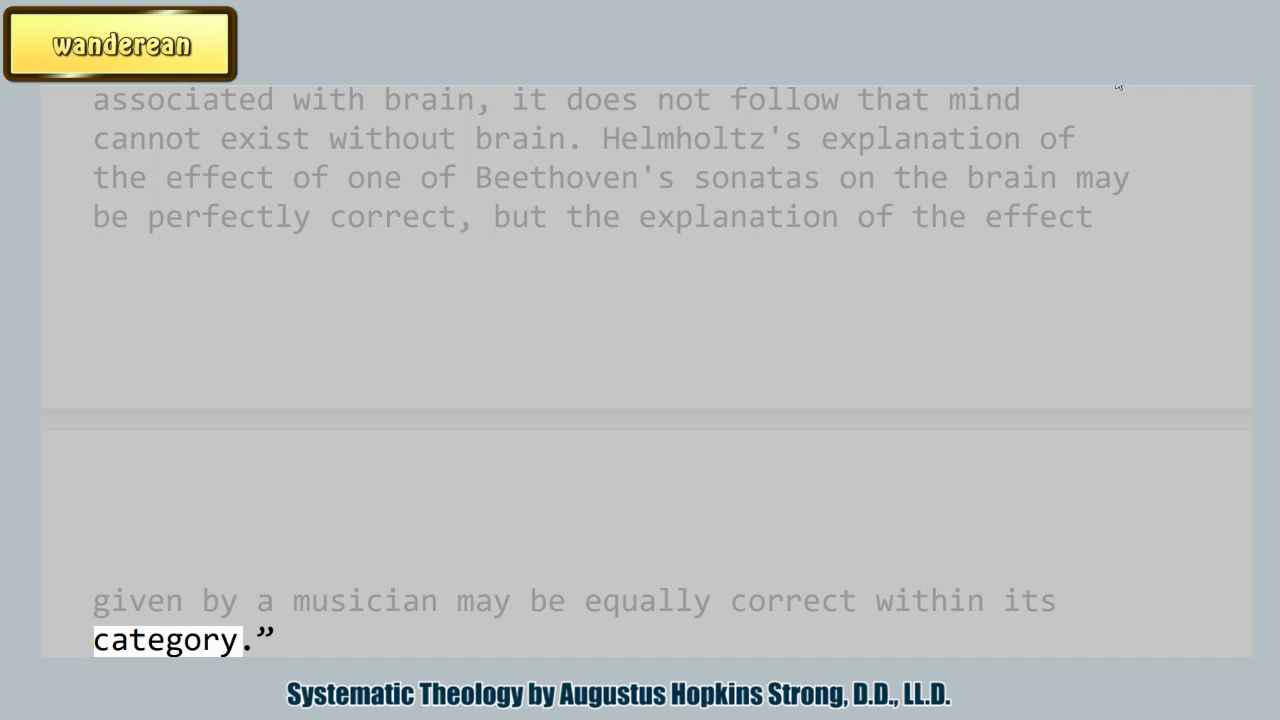 wanderean
associated with brain, it does not follow that mind
cannot exist without brain. Helmholtz's explanation of
the effect of one of Beethoven's sonatas on the brain may
be perfectly correct, but the explanation of the effect
given by a musician may be equally correct within its
category.”
Systematic Theology by Augustus Hopkins Strong, D.D., LL.D.